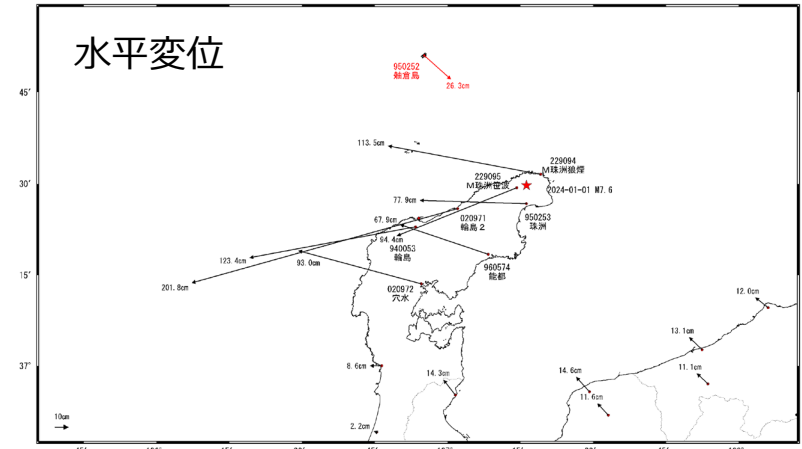 水平変位
950252
舳倉島
26.3cm
45′
113.5cm
229094
M珠洲狼煙
30′
229095
M珠洲笹波
2024-01-01 M7.6
77.9cm
67.9cm
020971
輪島2
950253
珠洲
94.4cm
940053
輪島
123.4cm
93.0cm
960574
能都
15′
201.8cm
020972
穴水
12.0cm
13.1cm
37°
8.6cm
14.3cm
14.6cm
11.1cm
11.6cm
10cm
2.2cm